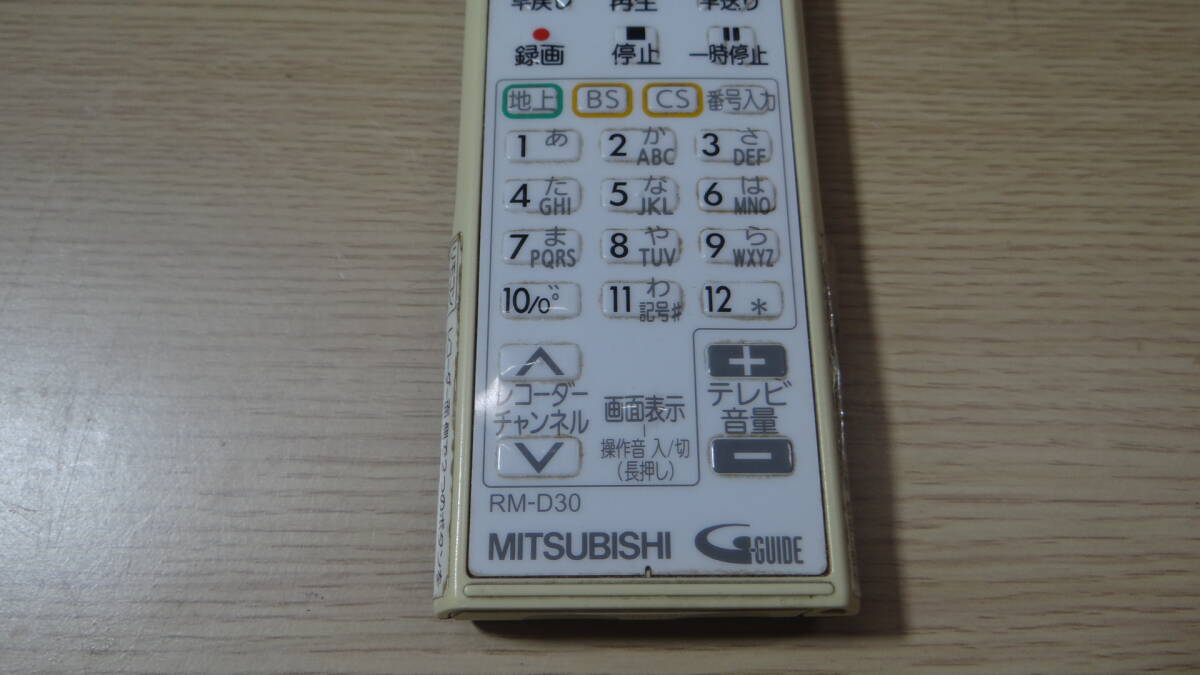 早戻し 再生 早送り
録画 停止 一時停止
地上 BS CS 番号入力
1 あ 2 か ABC 3 さ DEF
4 た GHI 5 な JKL 6 は MNO
7 ま PQRS 8 や TUV 9 ら WXYZ
10/0 ゛゜ 11 わ 記号# 12 *
レコーダー
チャンネル
画面表示
操作音 入/切
(長押し)
+
テレビ
音量
-
RM-D30
MITSUBISHI G-GUIDE